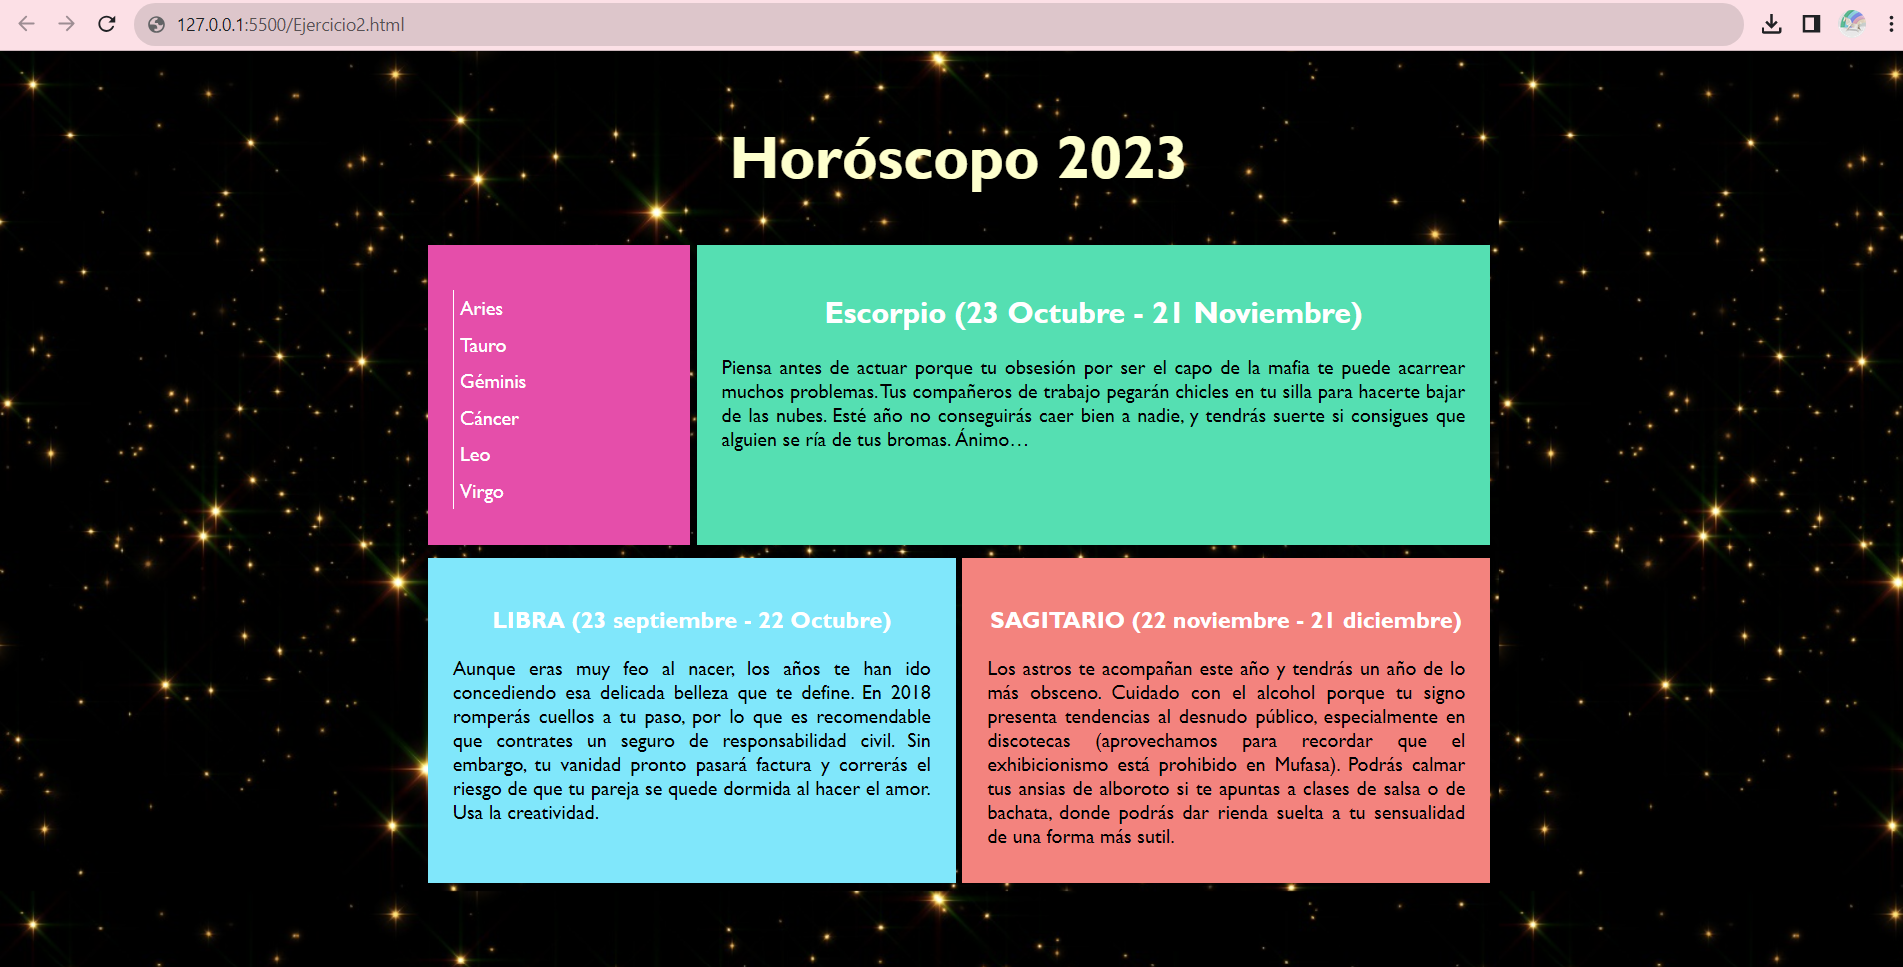 127.0.0.1:5500/Ejercicio2.html
Horóscopo 2023
Aries
Tauro
Géminis
Cáncer
Leo
Virgo
Escorpio (23 Octubre - 21 Noviembre)
Piensa antes de actuar porque tu obsesión por ser el capo de la mafia te puede acarrear
muchos problemas. Tus compañeros de trabajo pegarán chicles en tu silla para hacerte bajar
de las nubes. Esté año no conseguirás caer bien a nadie, y tendrás suerte si consigues que
alguien se ría de tus bromas. Ánimo…
LIBRA (23 septiembre - 22 Octubre)
Aunque eras muy feo al nacer, los años te han ido
concediendo esa delicada belleza que te define. En 2018
romperás cuellos a tu paso, por lo que es recomendable
que contrates un seguro de responsabilidad civil. Sin
embargo, tu vanidad pronto pasará factura y correrás el
riesgo de que tu pareja se quede dormida al hacer el amor.
Usa la creatividad.
SAGITARIO (22 noviembre - 21 diciembre)
Los astros te acompañan este año y tendrás un año de lo
más obsceno. Cuidado con el alcohol porque tu signo
presenta tendencias al desnudo público, especialmente en
discotecas (aprovechamos para recordar que el
exhibicionismo está prohibido en Mufasa). Podrás calmar
tus ansias de alboroto si te apuntas a clases de salsa o de
bachata, donde podrás dar rienda suelta a tu sensualidad
de una forma más sutil.